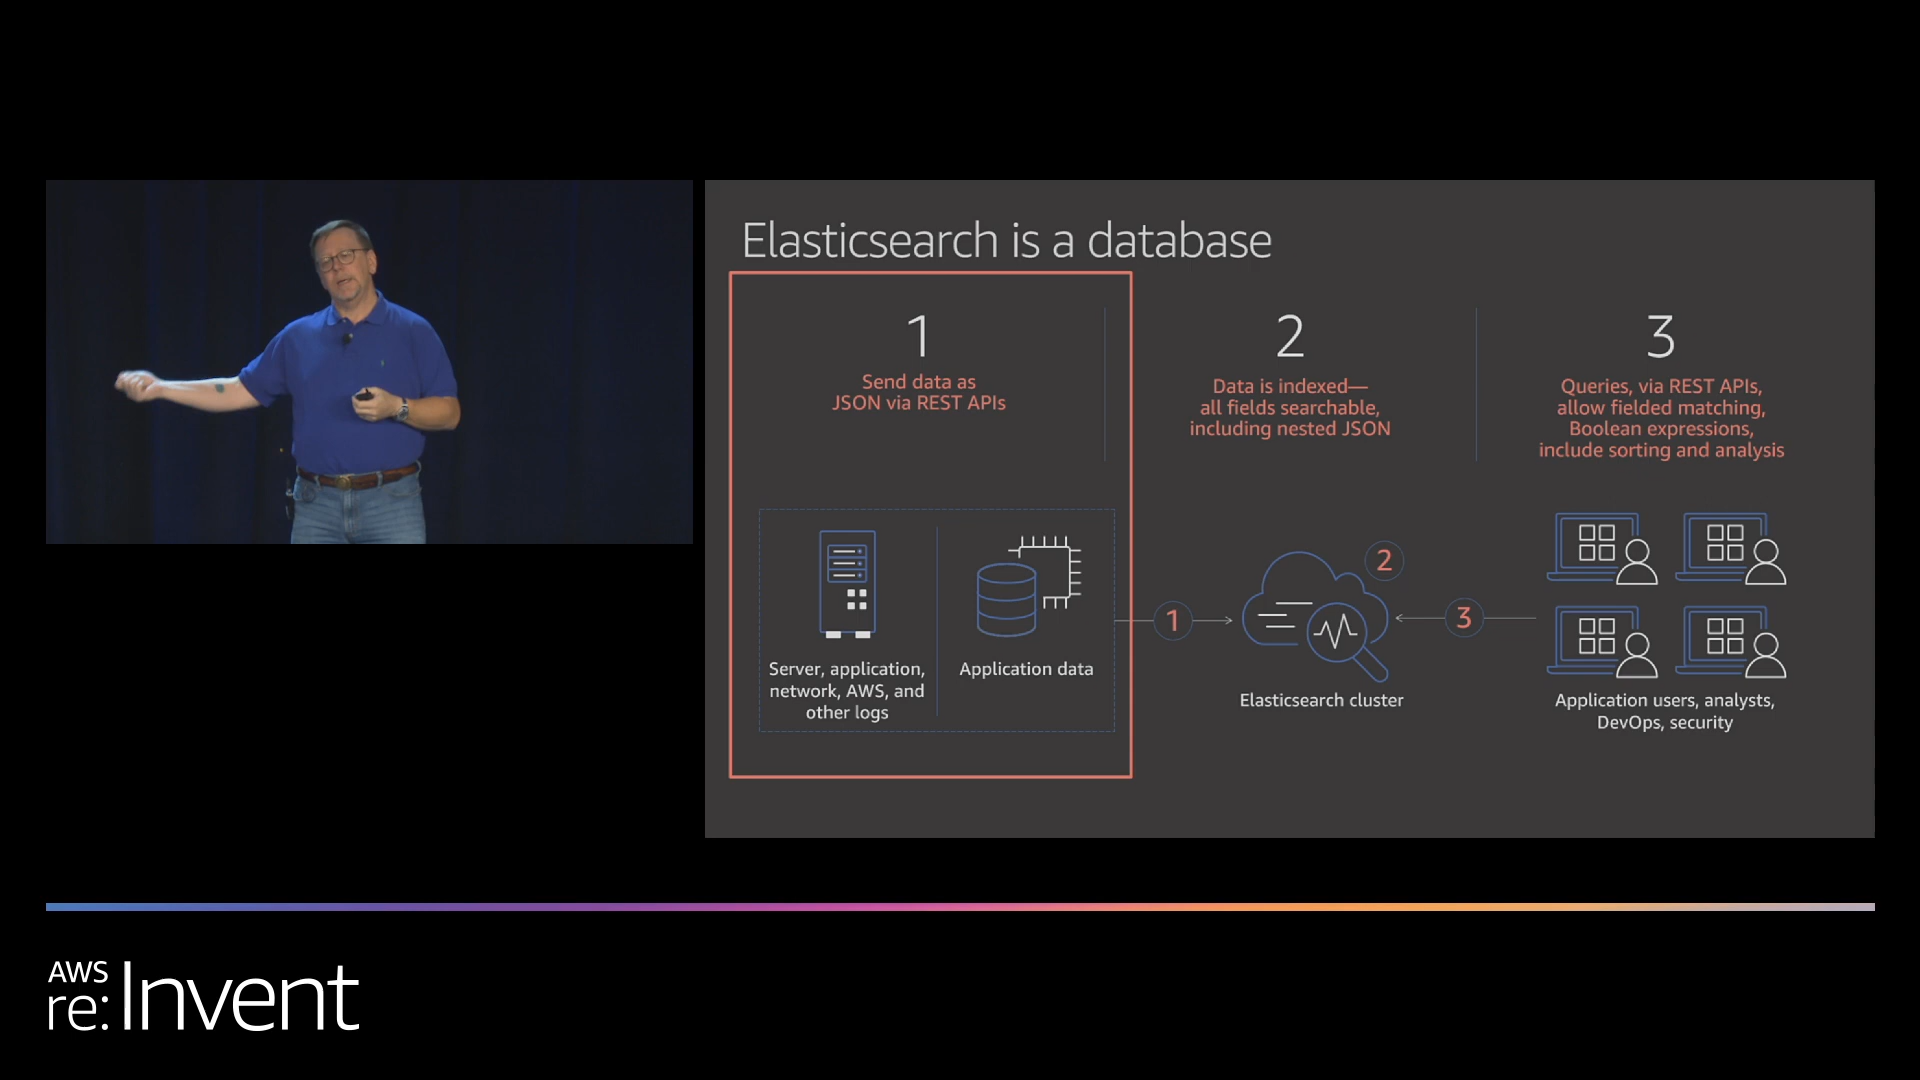 Elasticsearch is a database
1
Send data as
JSON via REST APIs
2
Data is indexed—
all fields searchable,
including nested JSON
3
Queries, via REST APIs,
allow fielded matching,
Boolean expressions,
include sorting and analysis
Server, application,
network, AWS, and
other logs
Application data
1
2
Elasticsearch cluster
3
Application users, analysts,
DevOps, security
AWS
re:Invent